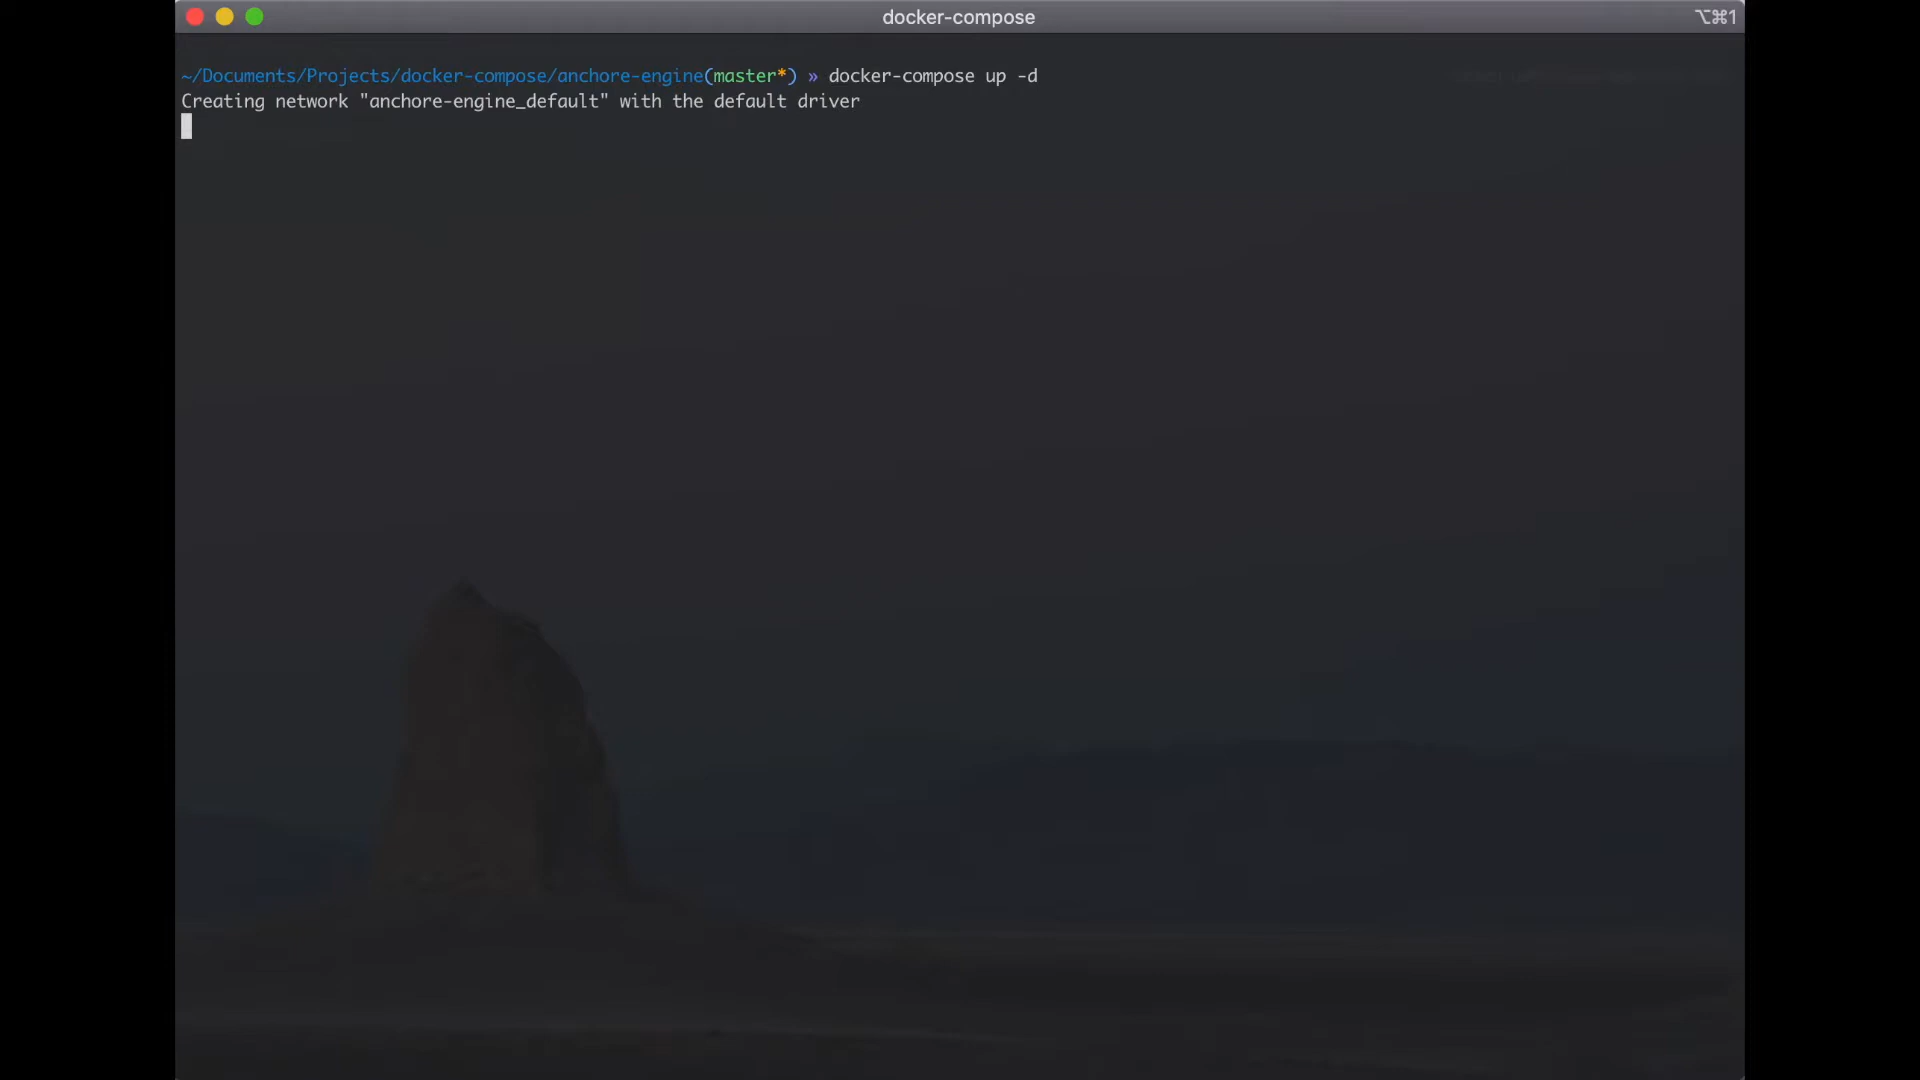 docker-compose
⌥⌘1
~/Documents/Projects/docker-compose/anchore-engine(master*) » docker-compose up -d
Creating network "anchore-engine_default" with the default driver